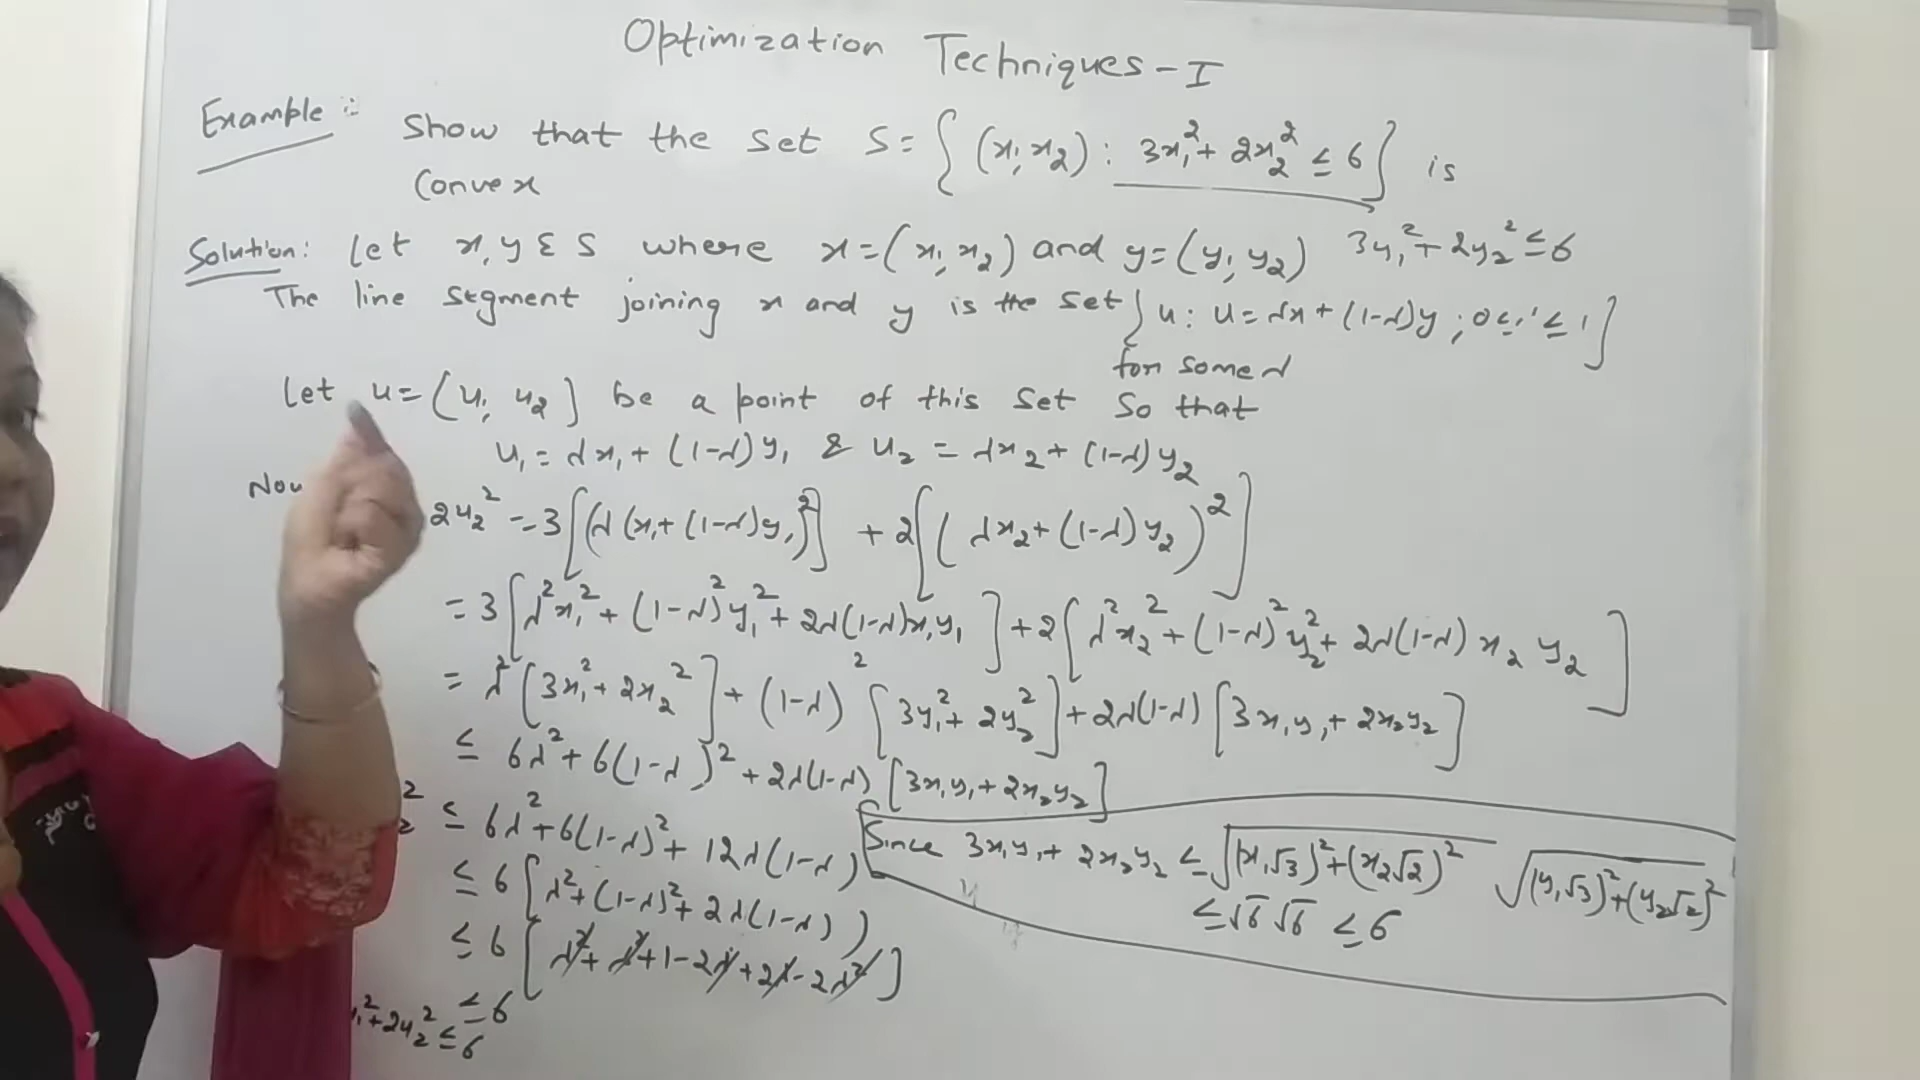 Optimization Techniques - I
Example : Show that the set S = { (x₁, x₂) : 3x₁² + 2x₂² ≤ 6 } is
Convex
Solution : Let x, y ∈ S where x = (x₁, x₂) and y = (y₁, y₂) 3y₁² + 2y₂² ≤ 6
The line segment joining x and y is the set { u : u = λx + (1-λ)y ; 0 ≤ ≤ 1 }
for some λ
Let u = (u₁, u₂) be a point of this set so that
u₁ = λx₁ + (1-λ)y₁ & u₂ = λx₂ + (1-λ)y₂
Now 2u₂² = 3[(λ(x₁ + (1-λ)y₁)²] + 2[(λx₂ + (1-λ)y₂)²]
= 3[λ²x₁² + (1-λ)²y₁² + 2λ(1-λ)x₁y₁] + 2[λ²x₂² + (1-λ)²y₂² + 2λ(1-λ)x₂y₂]
= λ²[3x₁² + 2x₂²] + (1-λ)²[3y₁² + 2y₂²] + 2λ(1-λ)[3x₁y₁ + 2x₂y₂]
≤ 6λ² + 6(1-λ)² + 2λ(1-λ)[3x₁y₁ + 2x₂y₂]
≤ 6λ² + 6(1-λ)² + 12λ(1-λ)
≤ 6[λ² + (1-λ)² + 2λ(1-λ))
≤ 6[λ² + λ² + 1 - 2λ + 2λ - 2λ²]
≤ 6
₁² + 2u₂² ≤ 6
Since 3x₁y₁ + 2x₂y₂ ≤ √(x₁√3)² + (x₂√2)² √(y₁√3)² + (y₂√2)²
≤ √6 √6 ≤ 6